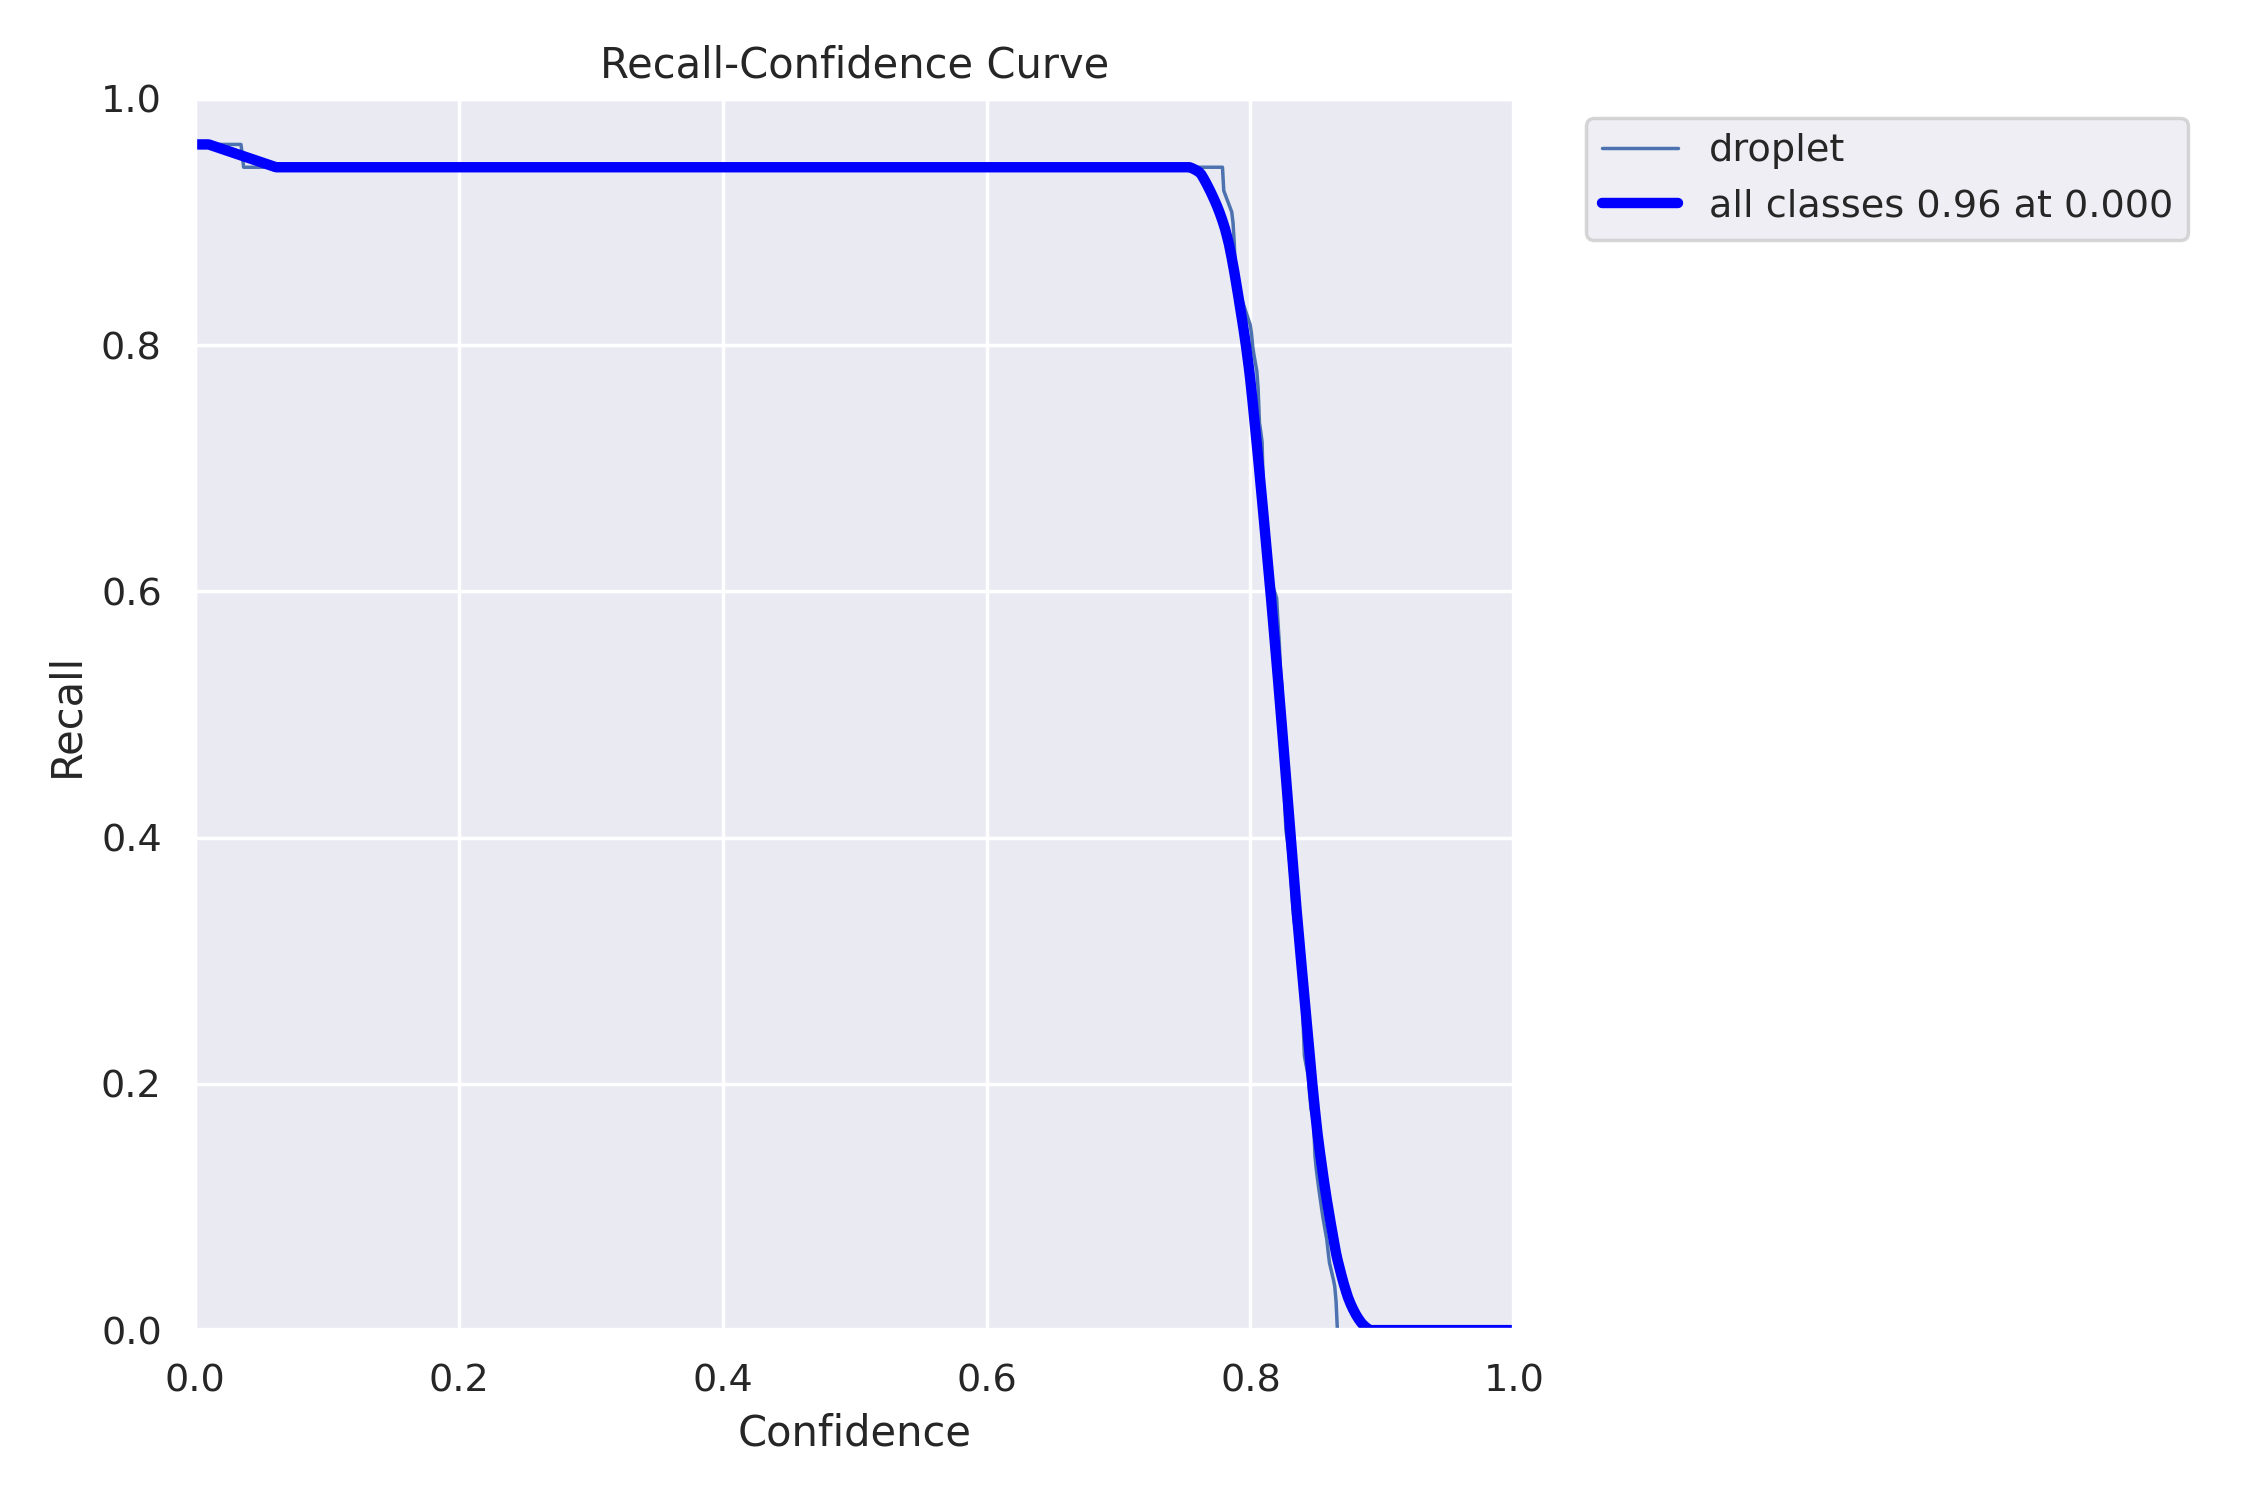 Recall-Confidence Curve
1.0
0.8
0.6
0.4
0.2
0.0
Recall
0.0 0.2 0.4 0.6 0.8 1.0
Confidence
droplet
all classes 0.96 at 0.000